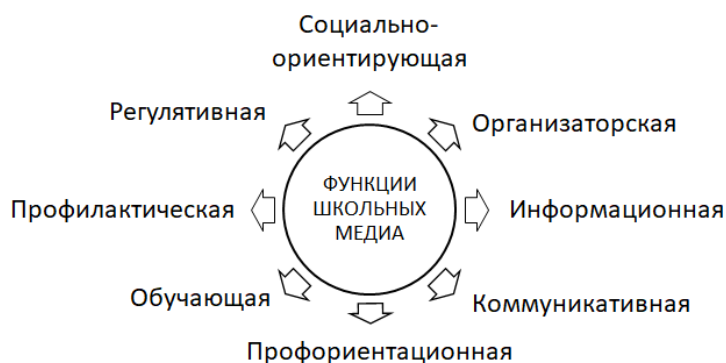 Социально-
ориентирующая
Регулятивная
Организаторская
ФУНКЦИИ
ШКОЛЬНЫХ
МЕДИА
Профилактическая
Информационная
Обучающая
Коммуникативная
Профориентационная